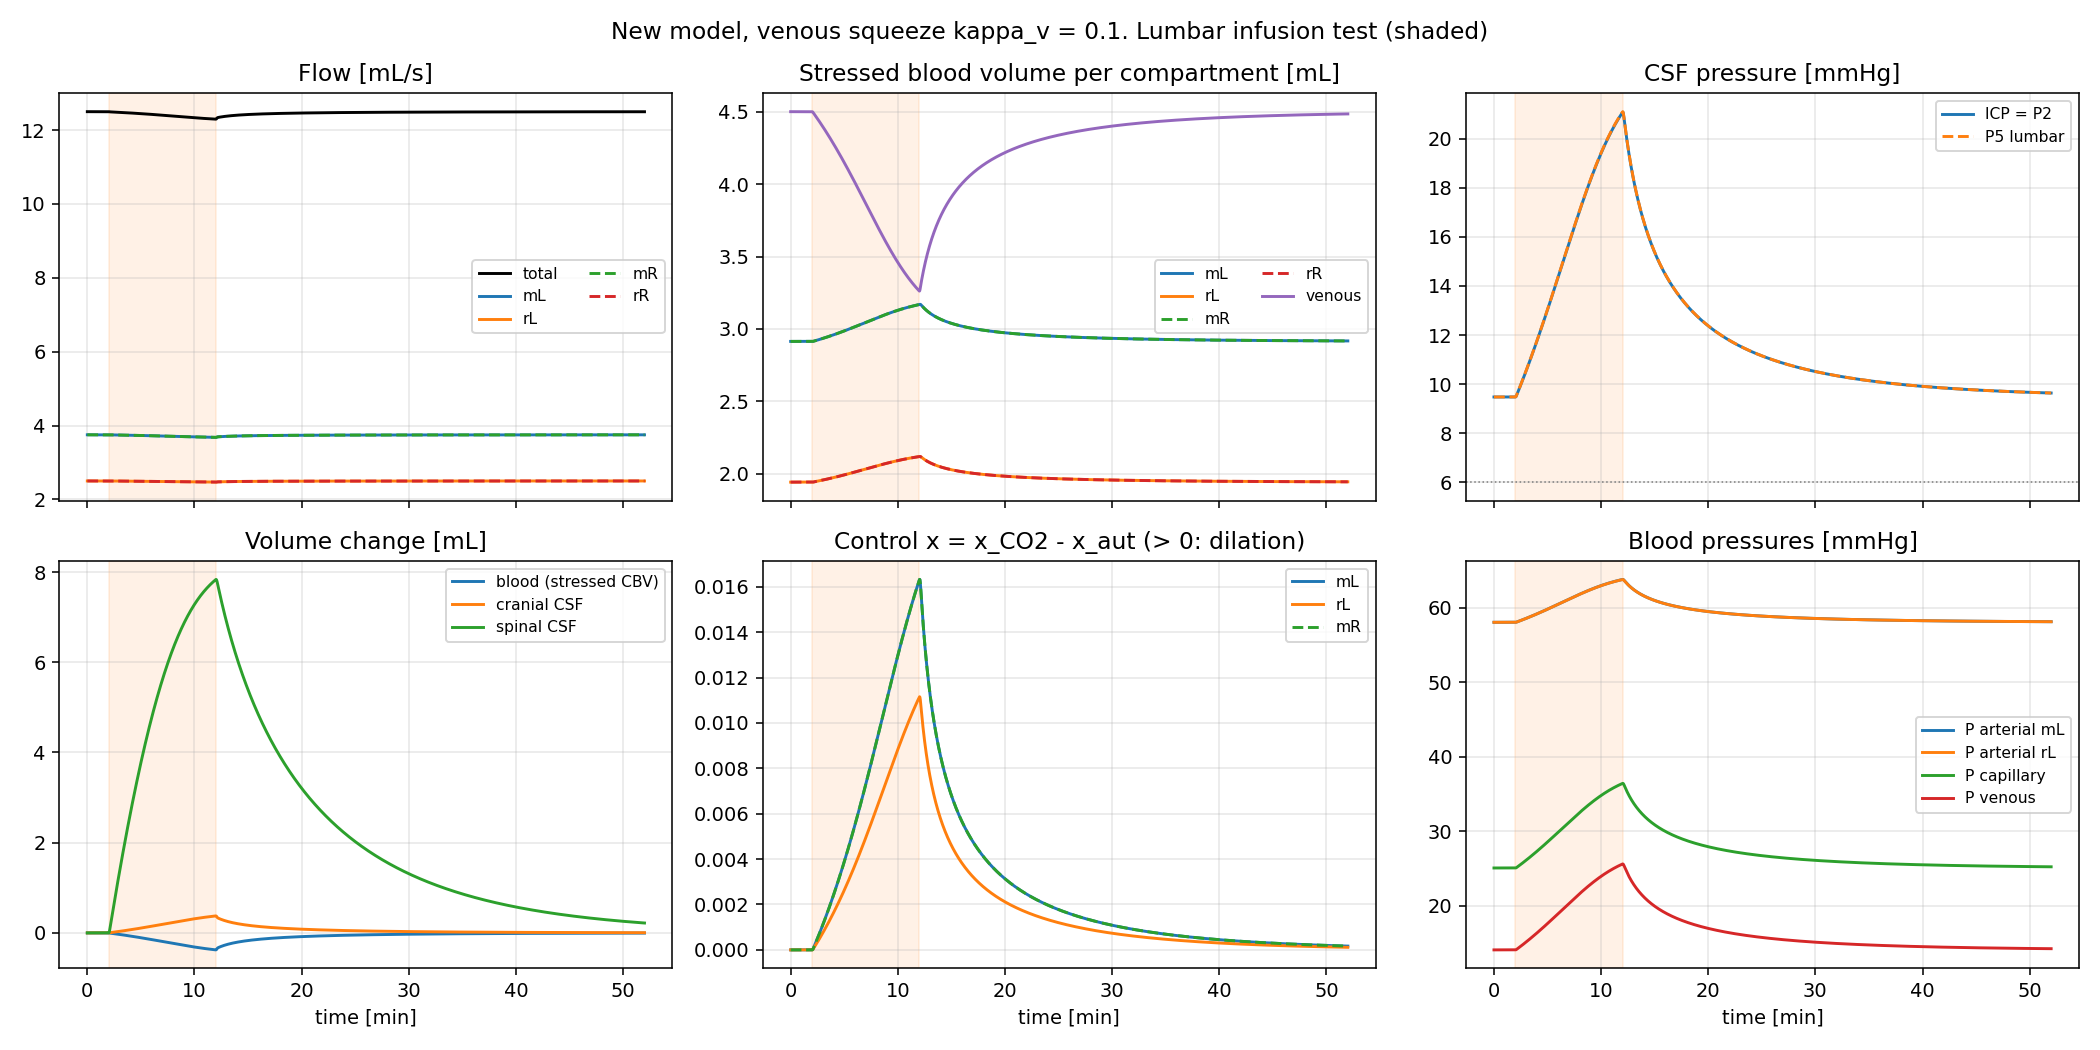 New model, venous squeeze kappa_v = 0.1. Lumbar infusion test (shaded)
Flow [mL/s]
12
10
8
6
4
2
total
mL
rL
mR
rR
Stressed blood volume per compartment [mL]
4.5
4.0
3.5
3.0
2.5
2.0
mL
rL
mR
rR
venous
CSF pressure [mmHg]
20
18
16
14
12
10
8
6
ICP = P2
P5 lumbar
Volume change [mL]
8
6
4
2
0
blood (stressed CBV)
cranial CSF
spinal CSF
0 10 20 30 40 50
time [min]
Control x = x_CO2 - x_aut (> 0: dilation)
0.016
0.014
0.012
0.010
0.008
0.006
0.004
0.002
0.000
mL
rL
mR
0 10 20 30 40 50
time [min]
Blood pressures [mmHg]
60
50
40
30
20
P arterial mL
P arterial rL
P capillary
P venous
0 10 20 30 40 50
time [min]